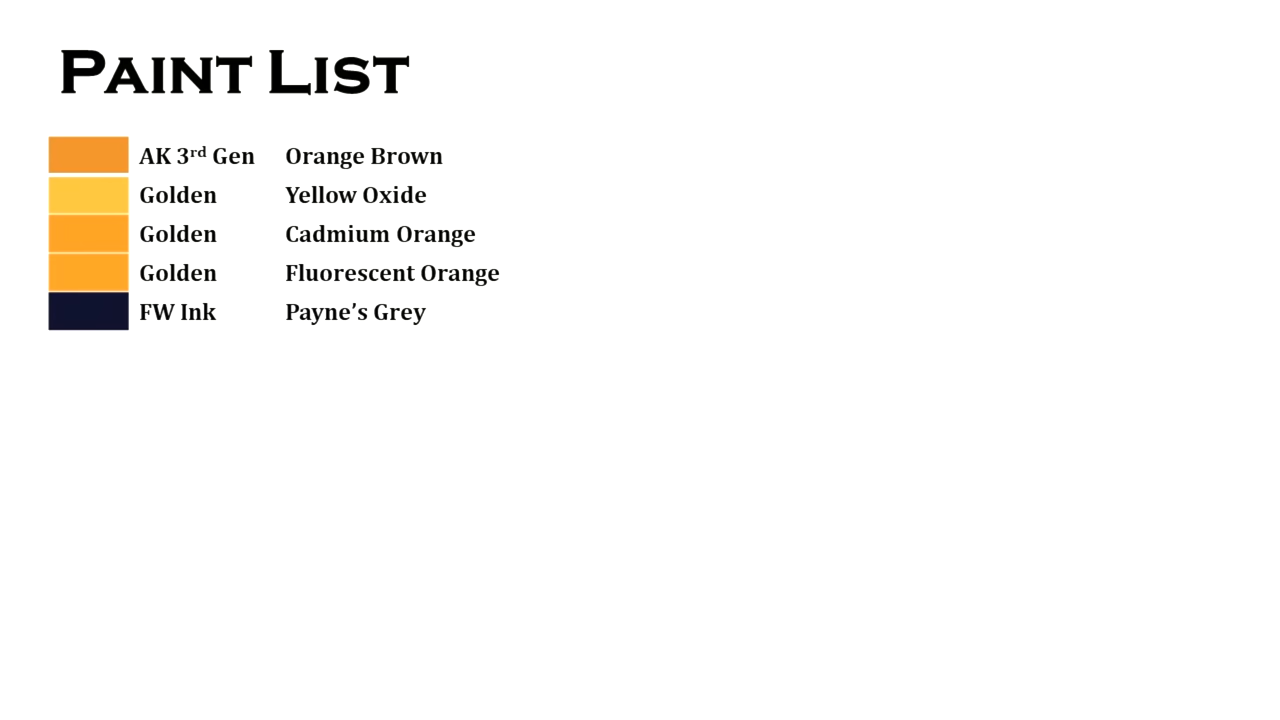 Paint List
AK 3rd Gen Orange Brown
Golden Yellow Oxide
Golden Cadmium Orange
Golden Fluorescent Orange
FW Ink Payne’s Grey